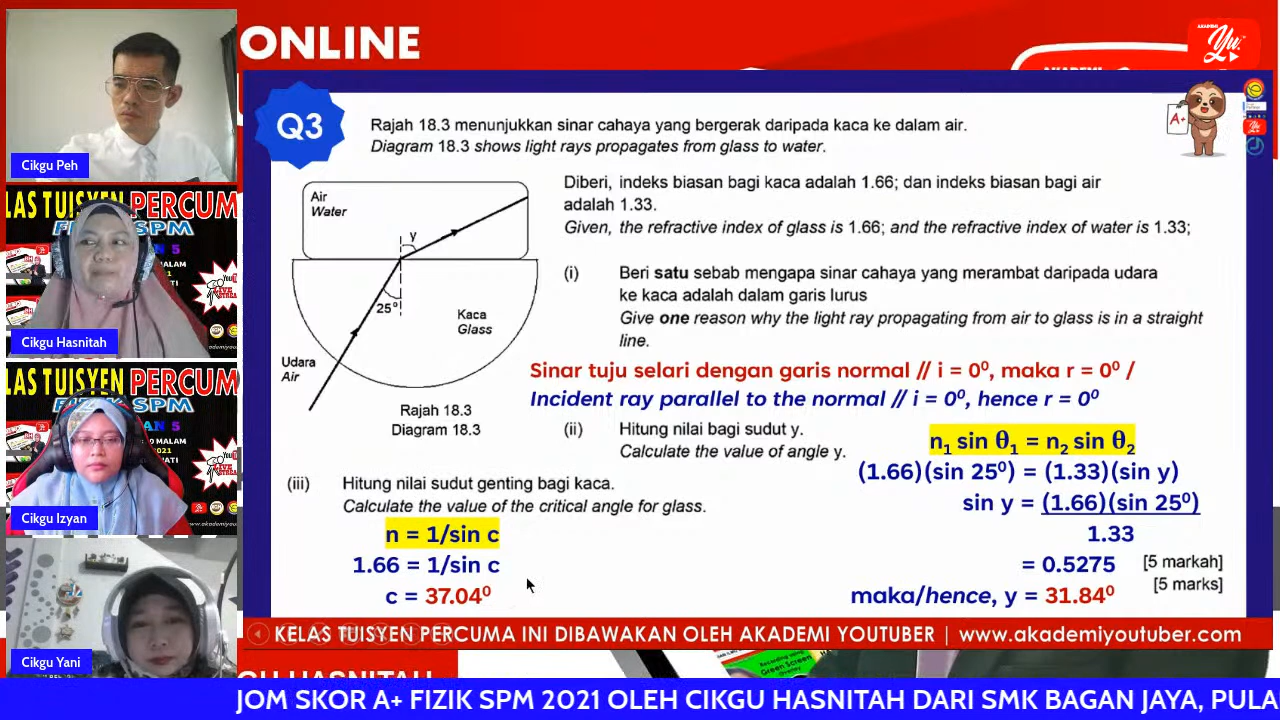 ONLINE
AKADEMI
Yu.
Q3
A+
Rajah 18.3 menunjukkan sinar cahaya yang bergerak daripada kaca ke dalam air.
Diagram 18.3 shows light rays propagates from glass to water.
Air
Water
y
25⁰
Kaca
Glass
Udara
Air
Rajah 18.3
Diagram 18.3
Diberi, indeks biasan bagi kaca adalah 1.66; dan indeks biasan bagi air
adalah 1.33.
Given, the refractive index of glass is 1.66; and the refractive index of water is 1.33;
(i) Beri satu sebab mengapa sinar cahaya yang merambat daripada udara
ke kaca adalah dalam garis lurus
Give one reason why the light ray propagating from air to glass is in a straight
line.
Sinar tuju selari dengan garis normal // i = 0⁰, maka r = 0⁰ /
Incident ray parallel to the normal // i = 0⁰, hence r = 0⁰
(ii) Hitung nilai bagi sudut y.
Calculate the value of angle y.
n₁ sin θ₁ = n₂ sin θ₂
(1.66)(sin 25⁰) = (1.33)(sin y)
sin y = (1.66)(sin 25⁰)
1.33
= 0.5275
maka/hence, y = 31.84⁰
[5 markah]
[5 marks]
(iii) Hitung nilai sudut genting bagi kaca.
Calculate the value of the critical angle for glass.
n = 1/sin c
1.66 = 1/sin c
c = 37.04⁰
KELAS TUISYEN PERCUMA INI DIBAWAKAN OLEH AKADEMI YOUTUBER | www.akademiyoutuber.com
Cikgu Peh
LAS TUISYEN PERCUM
Cikgu Hasnitah
LAS TUISYEN PERCUM
Cikgu Izyan
Cikgu Yani
JOM SKOR A+ FIZIK SPM 2021 OLEH CIKGU HASNITAH DARI SMK BAGAN JAYA, PULA